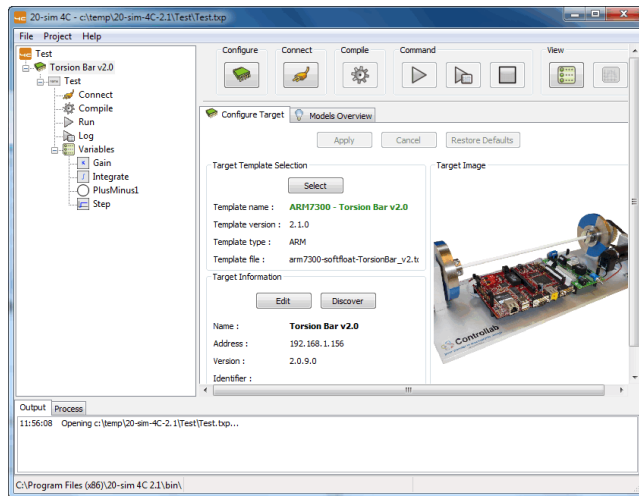 20-sim 4C - c:\temp\20-sim-4C-2.1\Test\Test.txp
File Project Help
Test
Torsion Bar v2.0
Test
Connect
Compile
Run
Log
Variables
Gain
Integrate
PlusMinus1
Step
Configure Connect Compile Command View
Configure Target Models Overview
Apply Cancel Restore Defaults
Target Template Selection
Select
Template name : ARM7300 - Torsion Bar v2.0
Template version : 2.1.0
Template type : ARM
Template file : arm7300-softfloat-TorsionBar_v2.tc
Target Information
Edit Discover
Name : Torsion Bar v2.0
Address : 192.168.1.156
Version : 2.0.9.0
Identifier :
Target Image
Controllab
Output Process
11:56:08 Opening c:\temp\20-sim-4C-2.1\Test\Test.txp...
C:\Program Files (x86)\20-sim 4C 2.1\bin\